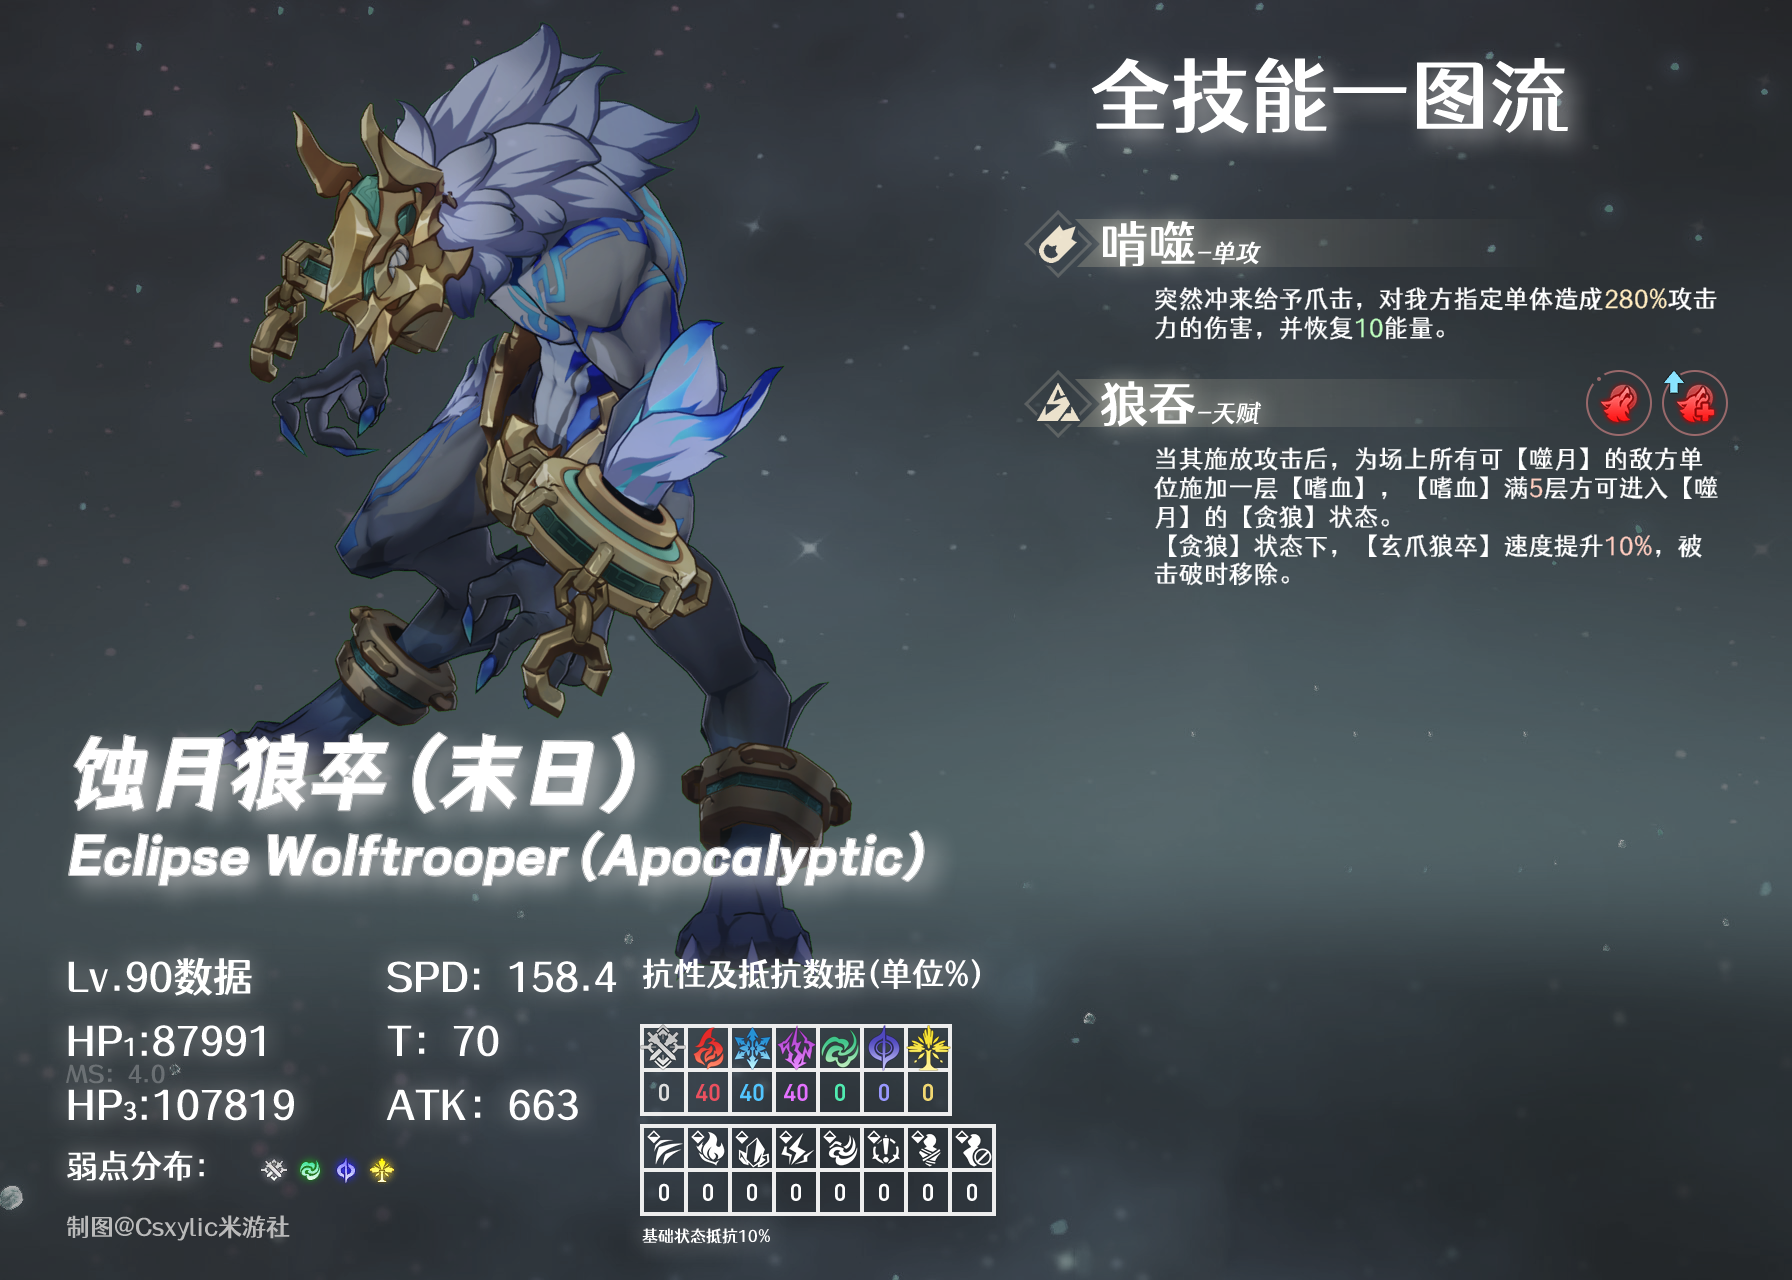 全技能一图流
啃噬-单攻
突然冲来给予爪击，对我方指定单体造成280%攻击
力的伤害，并恢复10能量。
狼吞-天赋
当其施放攻击后，为场上所有可【噬月】的敌方单
位施加一层【嗜血】，【嗜血】满5层方可进入【噬
月】的【贪狼】状态。
【贪狼】状态下，【玄爪狼卒】速度提升10%，被
击破时移除。
蚀月狼卒（末日）
Eclipse Wolftrooper (Apocalyptic)
Lv.90数据
SPD：158.4
HP₁:87991
T：70
MS：4.0
HP₃:107819
ATK：663
弱点分布：
制图@Csxylic米游社
抗性及抵抗数据(单位%)
0 40 40 40 0 0 0
0 0 0 0 0 0 0 0
基础状态抵抗10%